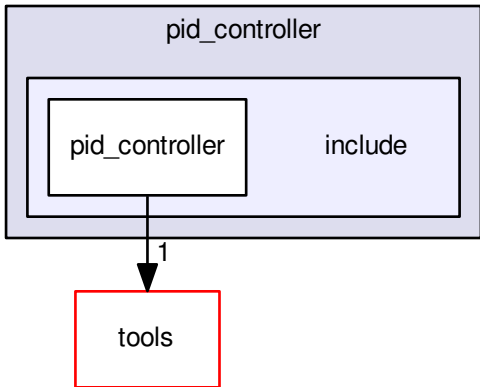 pid_controller
pid_controller
include
1
tools